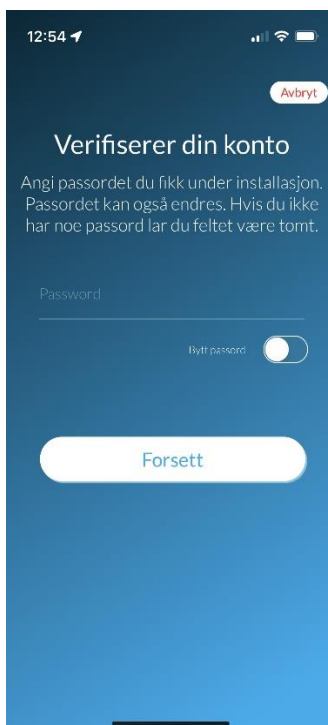 12:54
Avbryt
Verifiserer din konto
Angi passordet du fikk under installasjon.
Passordet kan også endres. Hvis du ikke
har noe passord lar du feltet være tomt.
Password
Bytt passord
Forsett